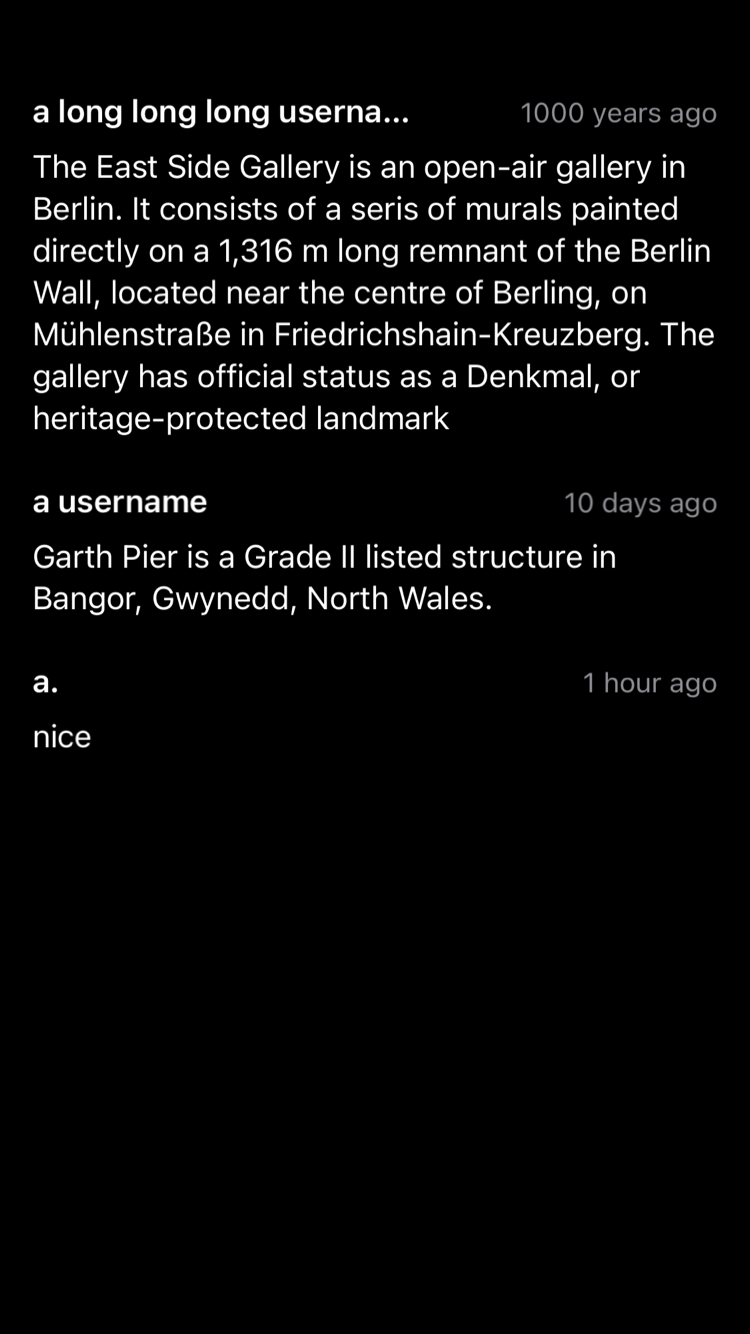 a long long long userna...
1000 years ago
The East Side Gallery is an open-air gallery in
Berlin. It consists of a seris of murals painted
directly on a 1,316 m long remnant of the Berlin
Wall, located near the centre of Berling, on
Mühlenstraße in Friedrichshain-Kreuzberg. The
gallery has official status as a Denkmal, or
heritage-protected landmark
a username
10 days ago
Garth Pier is a Grade II listed structure in
Bangor, Gwynedd, North Wales.
a.
1 hour ago
nice